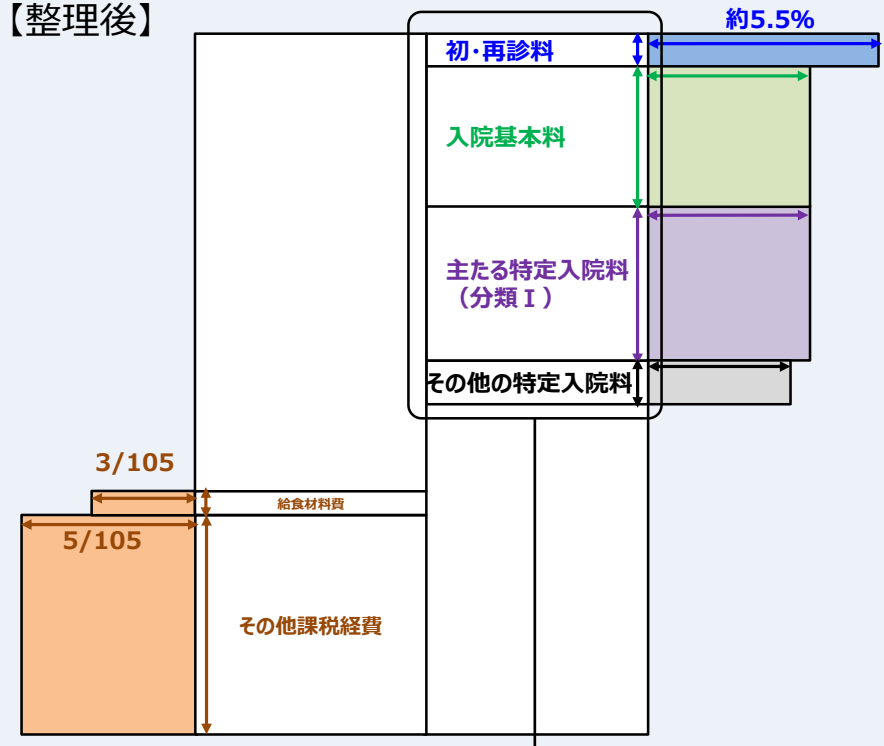 【整理後】
約5.5%
初・再診料
入院基本料
主たる特定入院料
（分類Ⅰ）
その他の特定入院料
3/105
給食材料費
5/105
その他課税経費